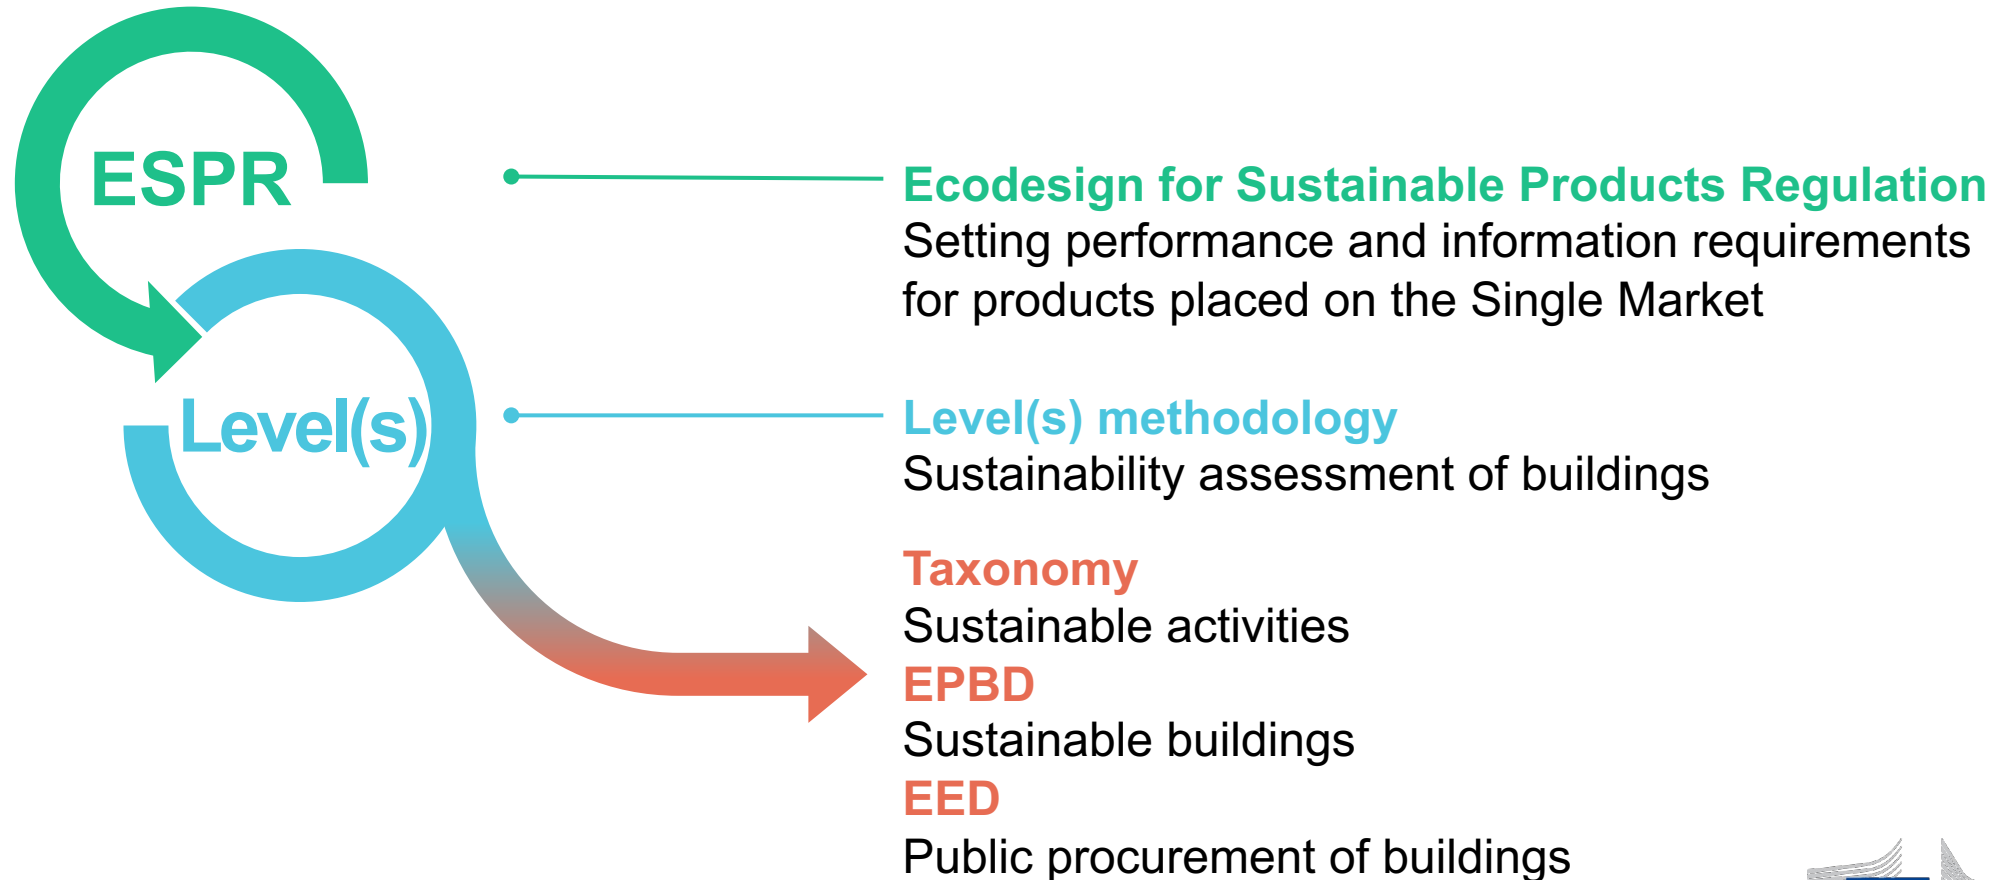 ESPR
Ecodesign for Sustainable Products Regulation
Setting performance and information requirements
for products placed on the Single Market
Level(s)
Level(s) methodology
Sustainability assessment of buildings
Taxonomy
Sustainable activities
EPBD
Sustainable buildings
EED
Public procurement of buildings